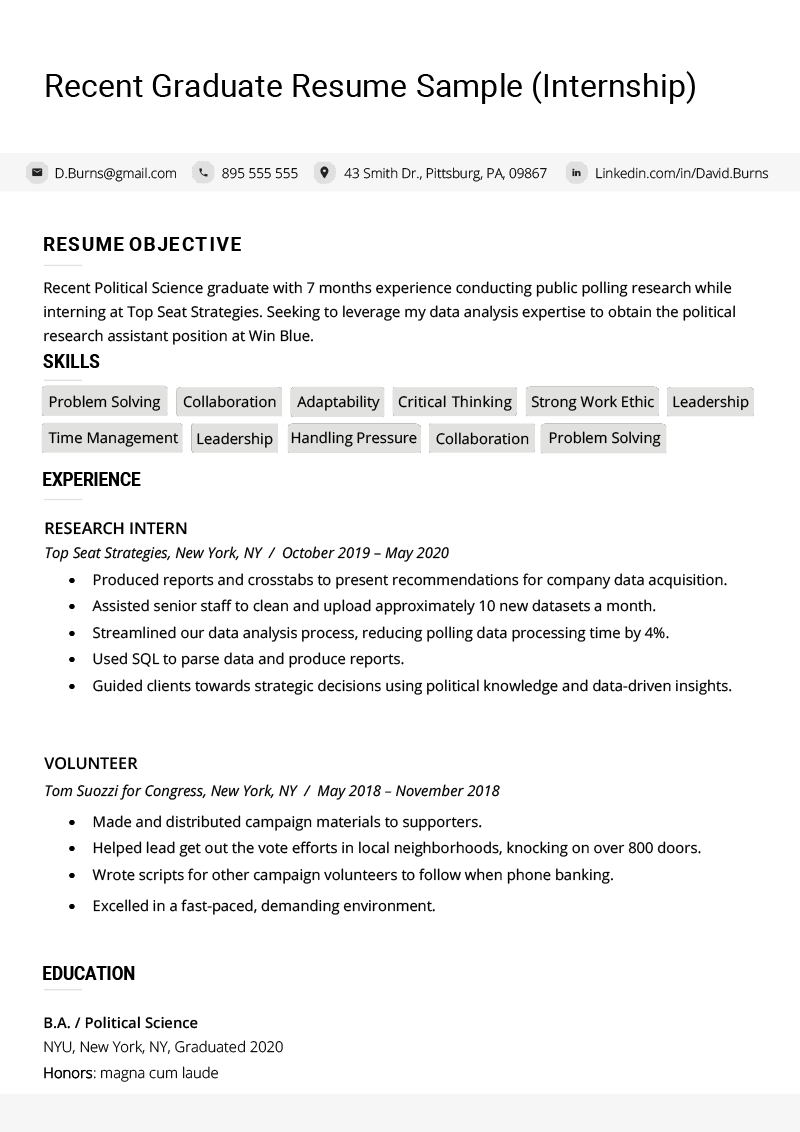 Recent Graduate Resume Sample (Internship)
D.Burns@gmail.com 895 555 555 43 Smith Dr., Pittsburg, PA, 09867 in Linkedin.com/in/David.Burns
RESUME OBJECTIVE
Recent Political Science graduate with 7 months experience conducting public polling research while
interning at Top Seat Strategies. Seeking to leverage my data analysis expertise to obtain the political
research assistant position at Win Blue.
SKILLS
Problem Solving Collaboration Adaptability Critical Thinking Strong Work Ethic Leadership
Time Management Leadership Handling Pressure Collaboration Problem Solving
EXPERIENCE
RESEARCH INTERN
Top Seat Strategies, New York, NY / October 2019 – May 2020
• Produced reports and crosstabs to present recommendations for company data acquisition.
• Assisted senior staff to clean and upload approximately 10 new datasets a month.
• Streamlined our data analysis process, reducing polling data processing time by 4%.
• Used SQL to parse data and produce reports.
• Guided clients towards strategic decisions using political knowledge and data-driven insights.
VOLUNTEER
Tom Suozzi for Congress, New York, NY / May 2018 – November 2018
• Made and distributed campaign materials to supporters.
• Helped lead get out the vote efforts in local neighborhoods, knocking on over 800 doors.
• Wrote scripts for other campaign volunteers to follow when phone banking.
• Excelled in a fast-paced, demanding environment.
EDUCATION
B.A. / Political Science
NYU, New York, NY, Graduated 2020
Honors: magna cum laude